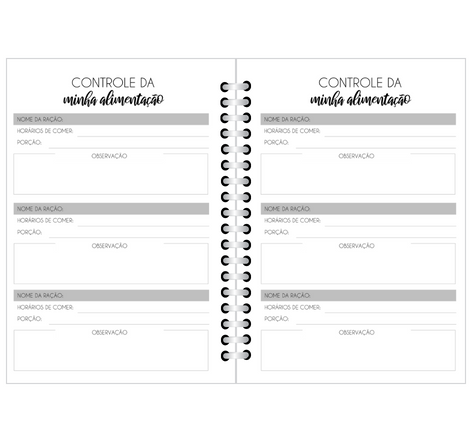 CONTROLE DA
minha alimentação
NOME DA RAÇÃO:
HORÁRIOS DE COMER:
PORÇÃO:
OBSERVAÇÃO
NOME DA RAÇÃO:
HORÁRIOS DE COMER:
PORÇÃO:
OBSERVAÇÃO
NOME DA RAÇÃO:
HORÁRIOS DE COMER:
PORÇÃO:
OBSERVAÇÃO
CONTROLE DA
minha alimentação
NOME DA RAÇÃO:
HORÁRIOS DE COMER:
PORÇÃO:
OBSERVAÇÃO
NOME DA RAÇÃO:
HORÁRIOS DE COMER:
PORÇÃO:
OBSERVAÇÃO
NOME DA RAÇÃO:
HORÁRIOS DE COMER:
PORÇÃO:
OBSERVAÇÃO